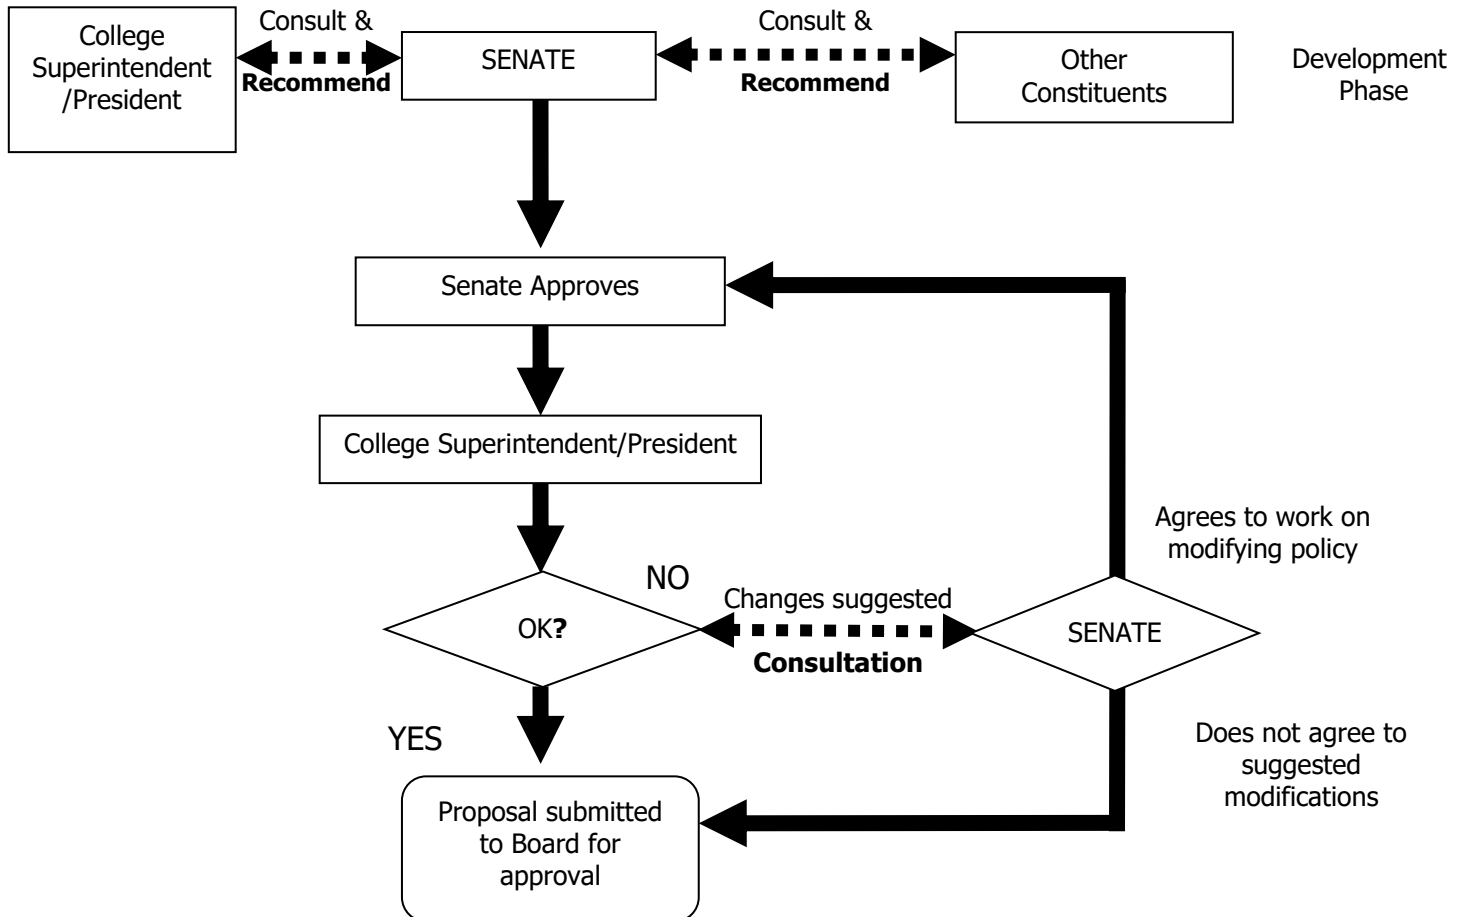 College
Superintendent
/President
Consult &
Recommend
SENATE
Consult &
Recommend
Other
Constituents
Development
Phase
Senate Approves
College Superintendent/President
Agrees to work on
modifying policy
NO
OK?
Changes suggested
Consultation
SENATE
YES
Does not agree to
suggested
modifications
Proposal submitted
to Board for
approval